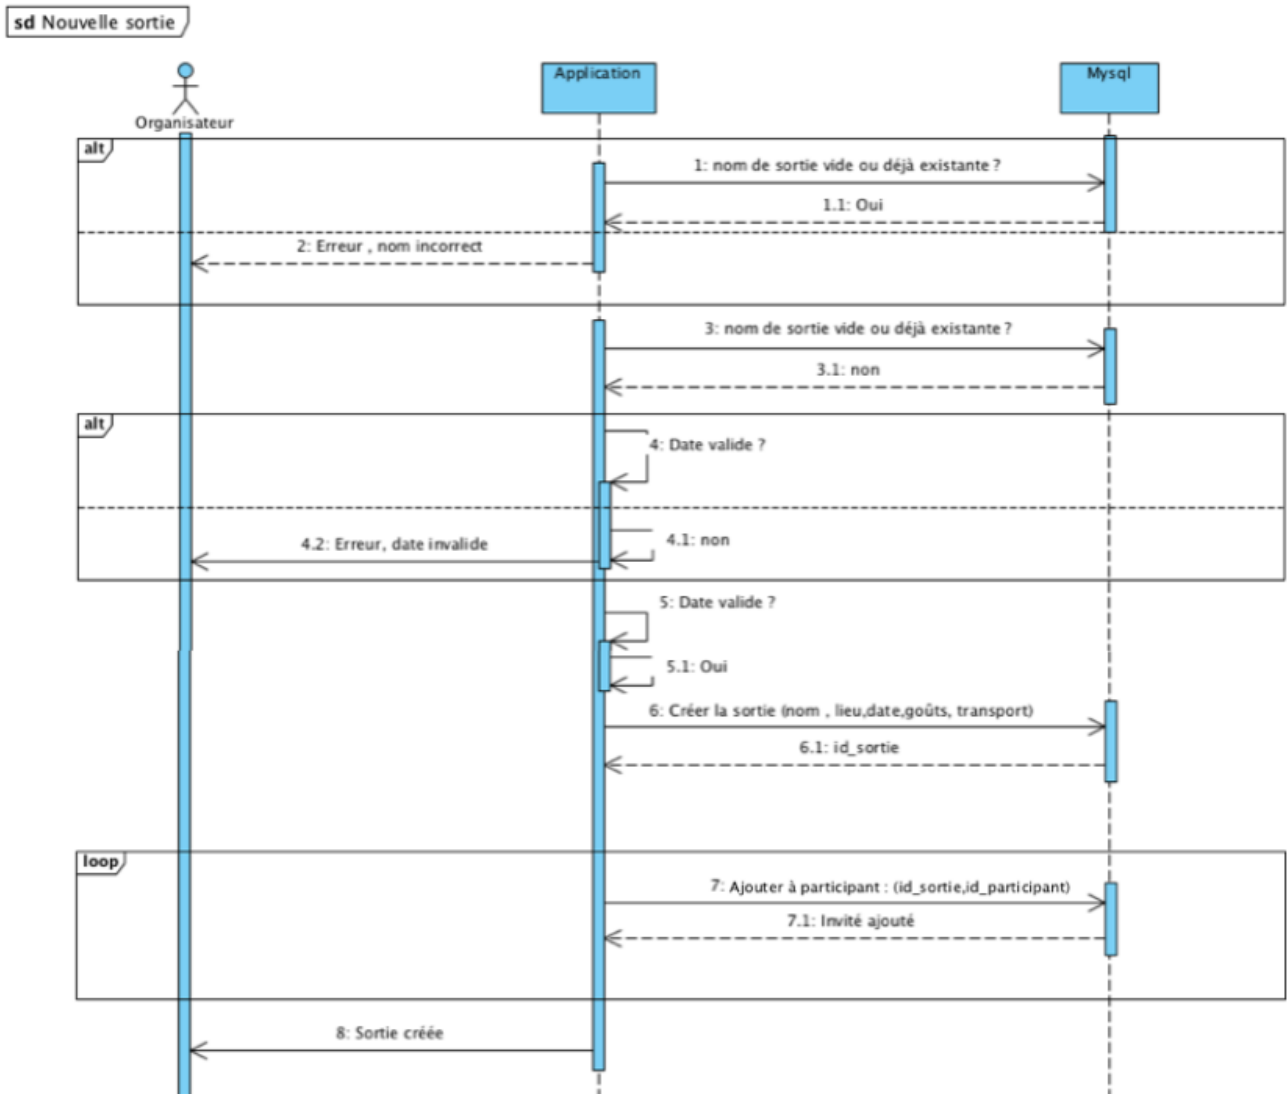 sd Nouvelle sortie
Organisateur
Application
Mysql
alt
1: nom de sortie vide ou déjà existante ?
1.1: Oui
2: Erreur , nom incorrect
3: nom de sortie vide ou déjà existante ?
3.1: non
alt
4: Date valide ?
4.1: non
4.2: Erreur, date invalide
5: Date valide ?
5.1: Oui
6: Créer la sortie (nom , lieu,date,goûts, transport)
6.1: id_sortie
loop
7: Ajouter à participant : (id_sortie,id_participant)
7.1: Invité ajouté
8: Sortie créée